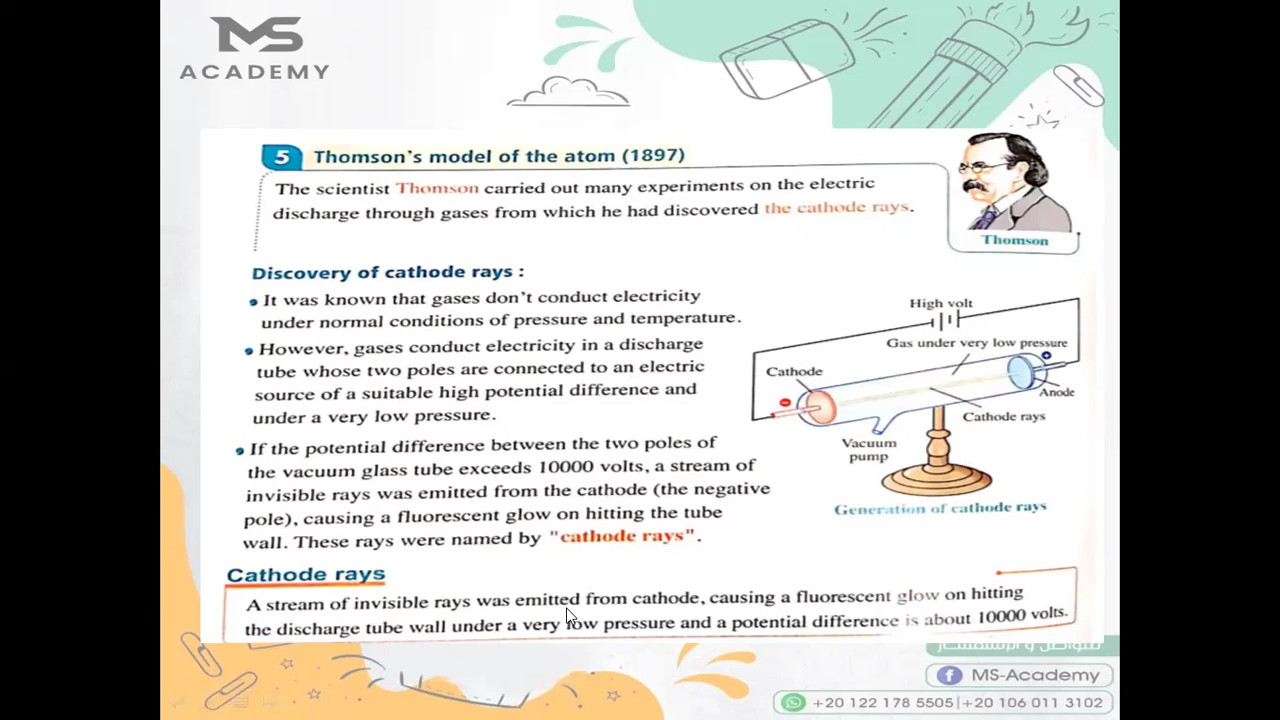 MS
ACADEMY
5 Thomson's model of the atom (1897)
The scientist Thomson carried out many experiments on the electric
discharge through gases from which he had discovered the cathode rays.
Thomson
Discovery of cathode rays :
• It was known that gases don't conduct electricity
under normal conditions of pressure and temperature.
• However, gases conduct electricity in a discharge
tube whose two poles are connected to an electric
source of a suitable high potential difference and
under a very low pressure.
• If the potential difference between the two poles of
the vacuum glass tube exceeds 10000 volts, a stream of
invisible rays was emitted from the cathode (the negative
pole), causing a fluorescent glow on hitting the tube
wall. These rays were named by "cathode rays".
High volt
Gas under very low pressure
Cathode
Anode
Cathode rays
Vacuum
pump
Generation of cathode rays
Cathode rays
A stream of invisible rays was emitted from cathode, causing a fluorescent glow on hitting
the discharge tube wall under a very low pressure and a potential difference is about 10000 volts.
MS-Academy
+20 122 178 5505 | +20 106 011 3102